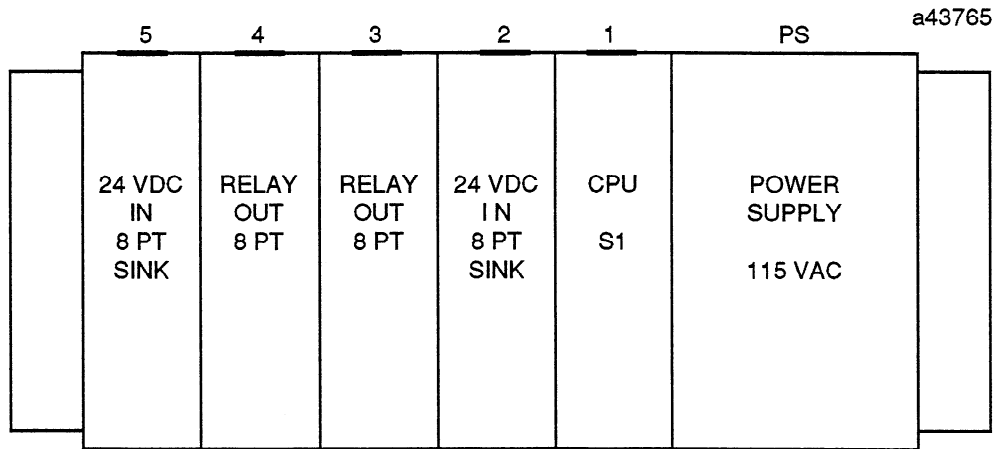 a43765
5 4 3 2 1 PS
24 VDC
IN
8 PT
SINK
RELAY
OUT
8 PT
RELAY
OUT
8 PT
24 VDC
I N
8 PT
SINK
CPU
S1
POWER
SUPPLY
115 VAC